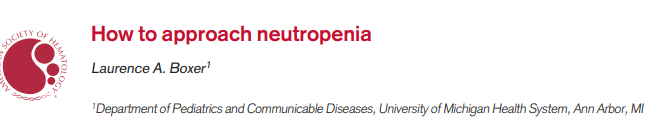 AMERICAN SOCIETY OF HEMATOLOGY
How to approach neutropenia
Laurence A. Boxer¹
¹Department of Pediatrics and Communicable Diseases, University of Michigan Health System, Ann Arbor, MI